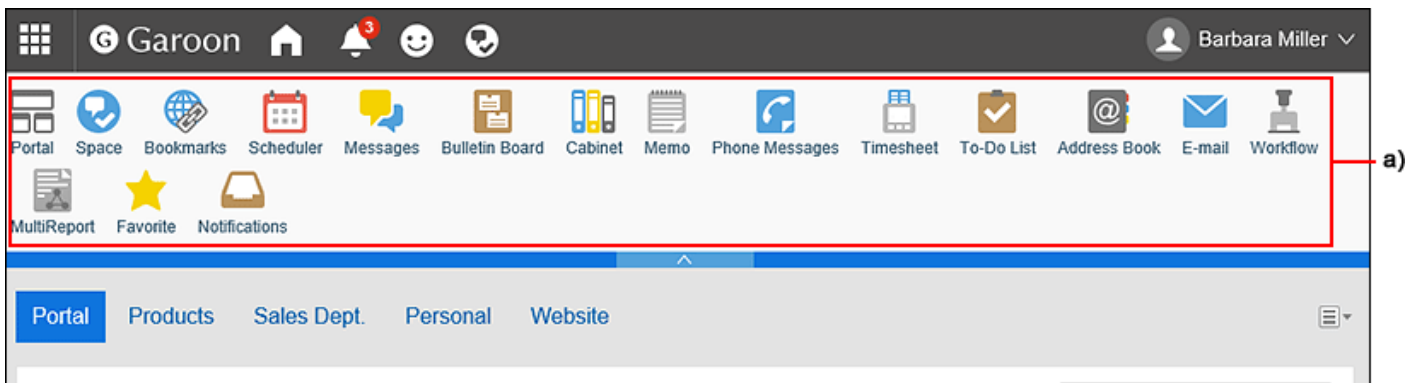 G Garoon 3 Barbara Miller
Portal Space Bookmarks Scheduler Messages Bulletin Board Cabinet Memo Phone Messages Timesheet To-Do List Address Book E-mail Workflow
a)
MultiReport Favorite Notifications
Portal Products Sales Dept. Personal Website